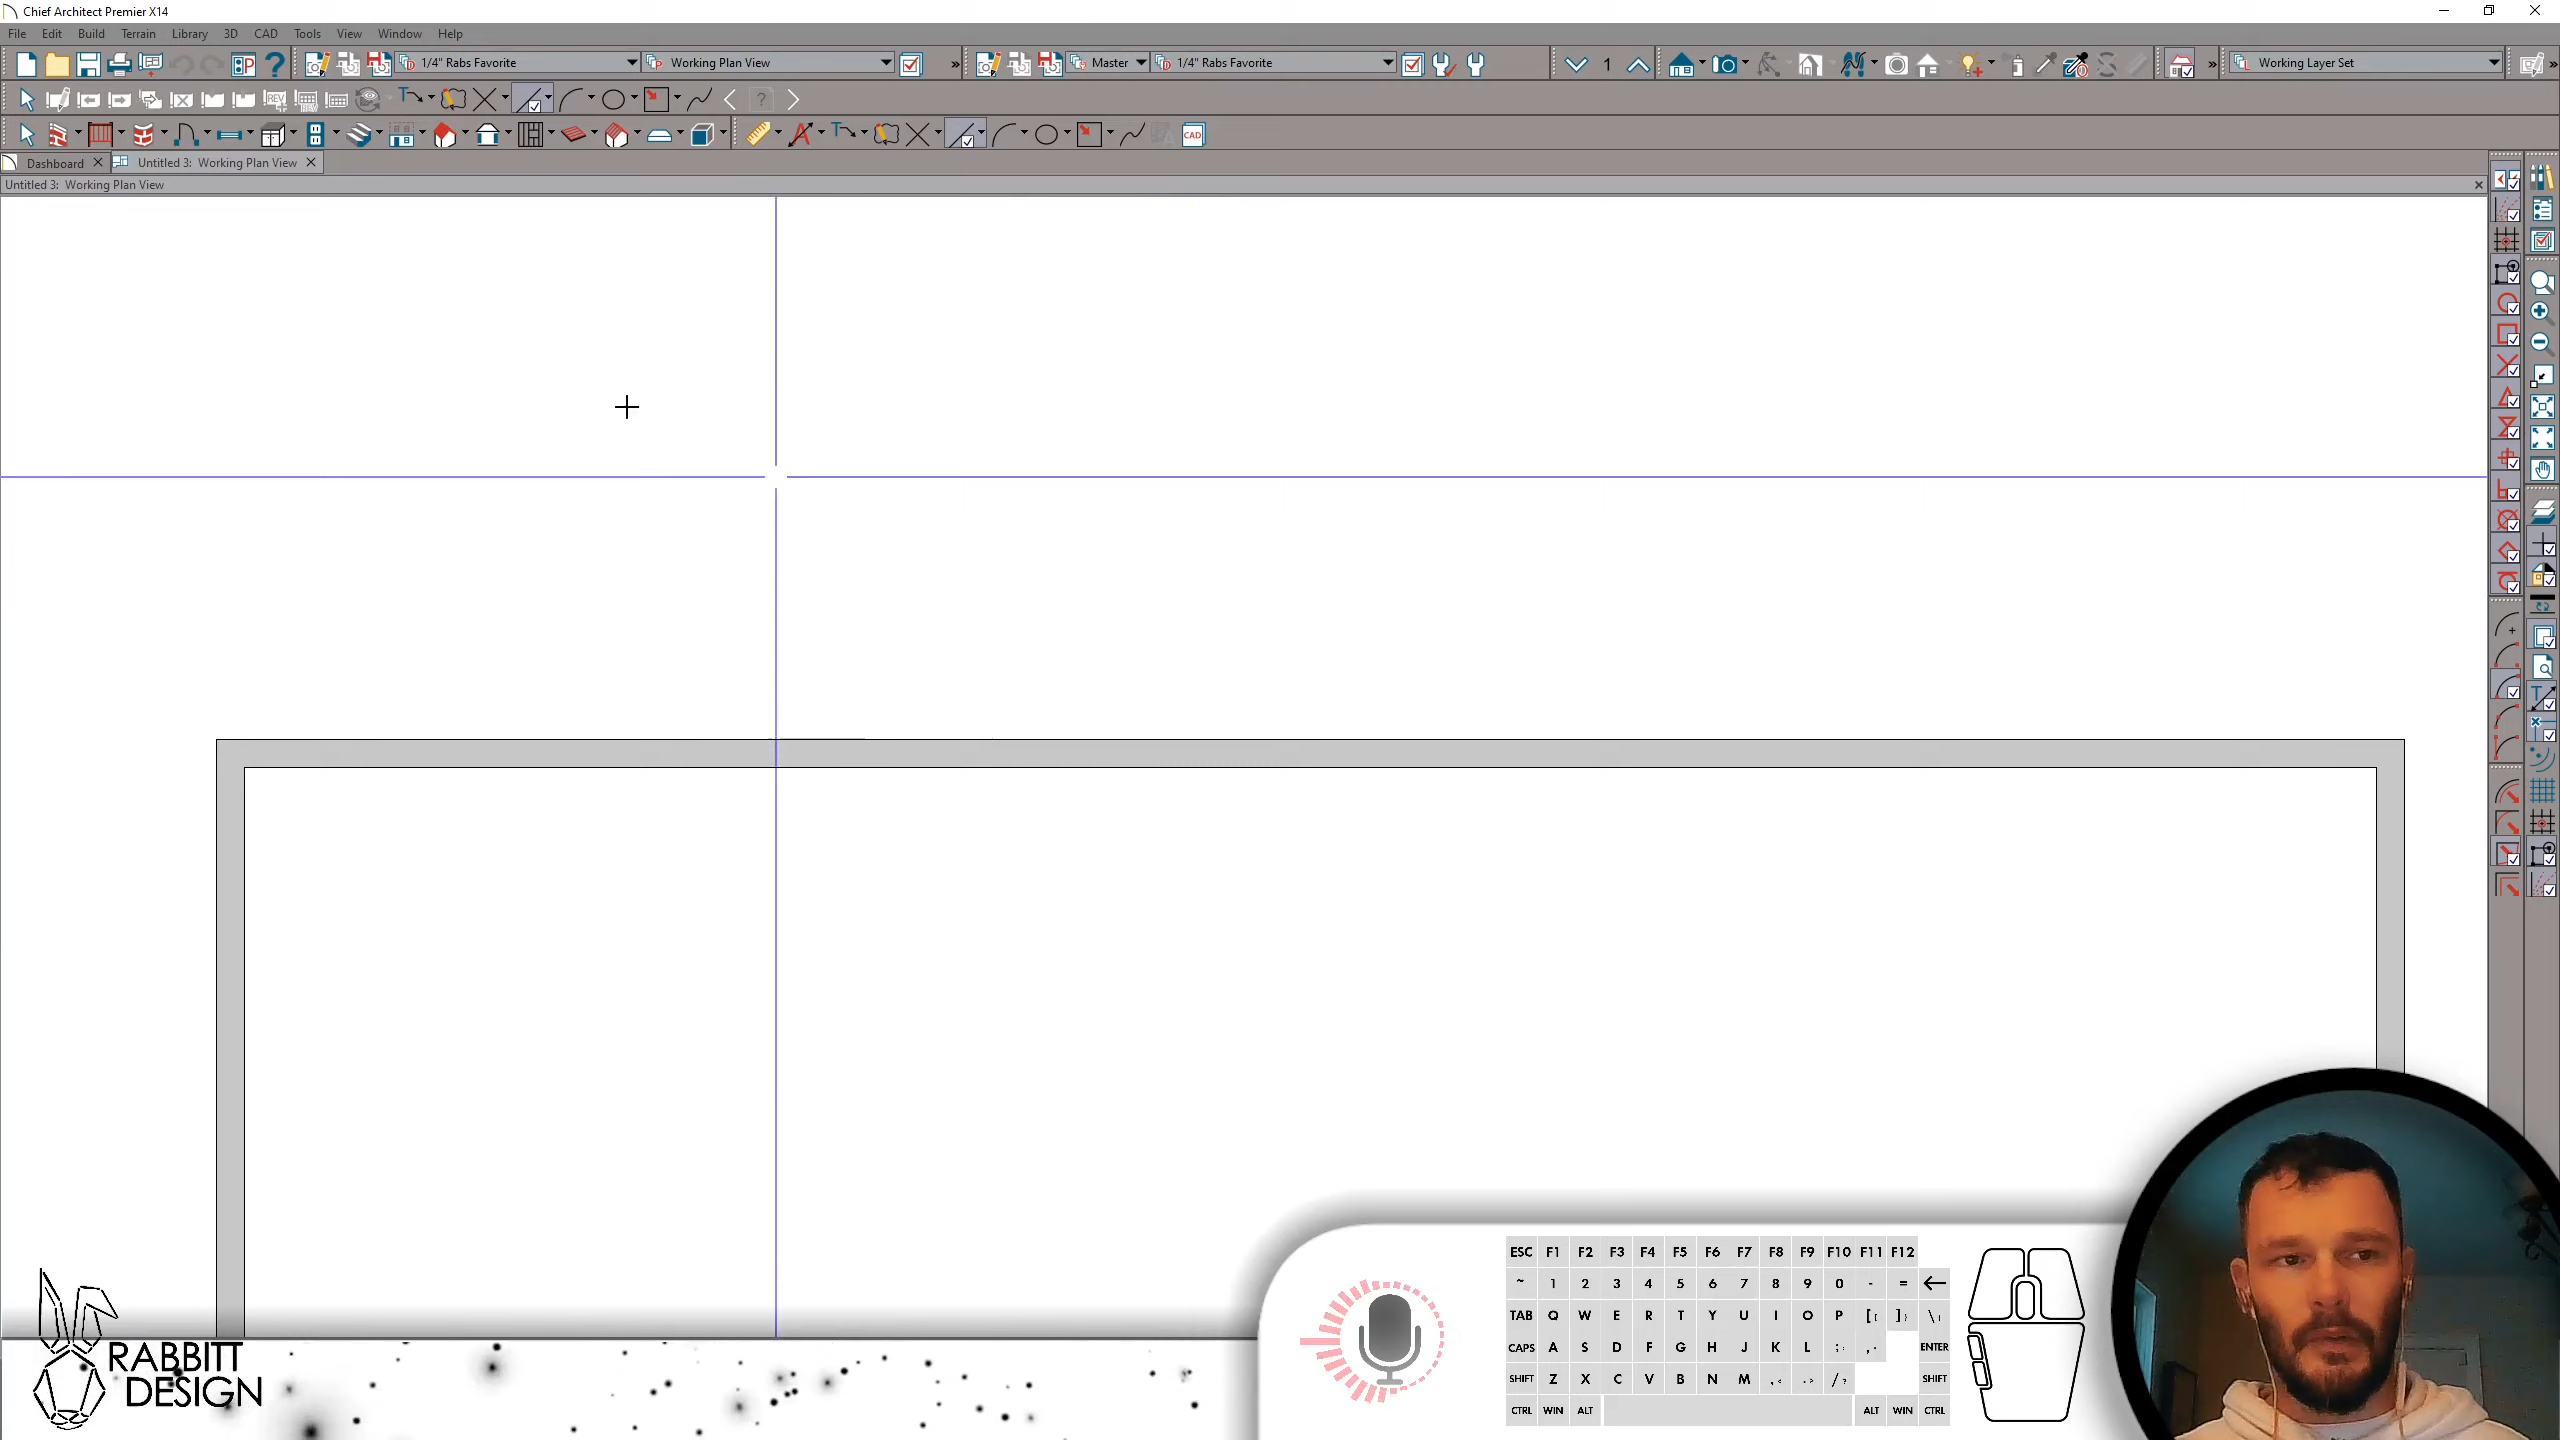 Chief Architect Premier X14
File Edit Build Terrain Library 3D CAD Tools View Window Help
1/4" Rabs Favorite Working Plan View Master 1/4" Rabs Favorite 1 Working Layer Set
CAD
Dashboard Untitled 3: Working Plan View
Untitled 3: Working Plan View
ESC F1 F2 F3 F4 F5 F6 F7 F8 F9 F10 F11 F12
~ 1 2 3 4 5 6 7 8 9 0 - =
TAB Q W E R T Y U I O P [{ ]} \|
CAPS A S D F G H J K L ;: ENTER
SHIFT Z X C V B N M ,< .> /? SHIFT
CTRL WIN ALT ALT WIN CTRL
RABBITT
DESIGN